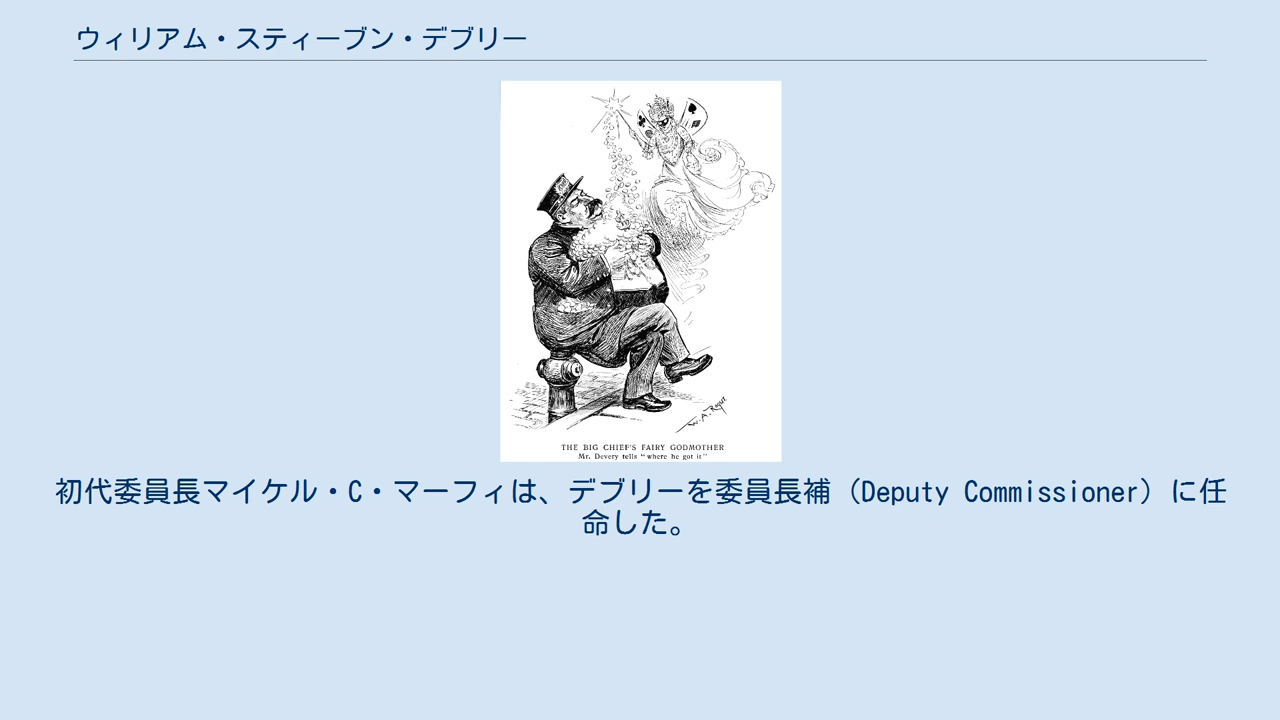 ウィリアム・スティーブン・デブリー
W.A.Rogers
THE BIG CHIEF'S FAIRY GODMOTHER
Mr. Devery tells "where he got it"
初代委員長マイケル・C・マーフィは、デブリーを委員長補（Deputy Commissioner）に任
命した。